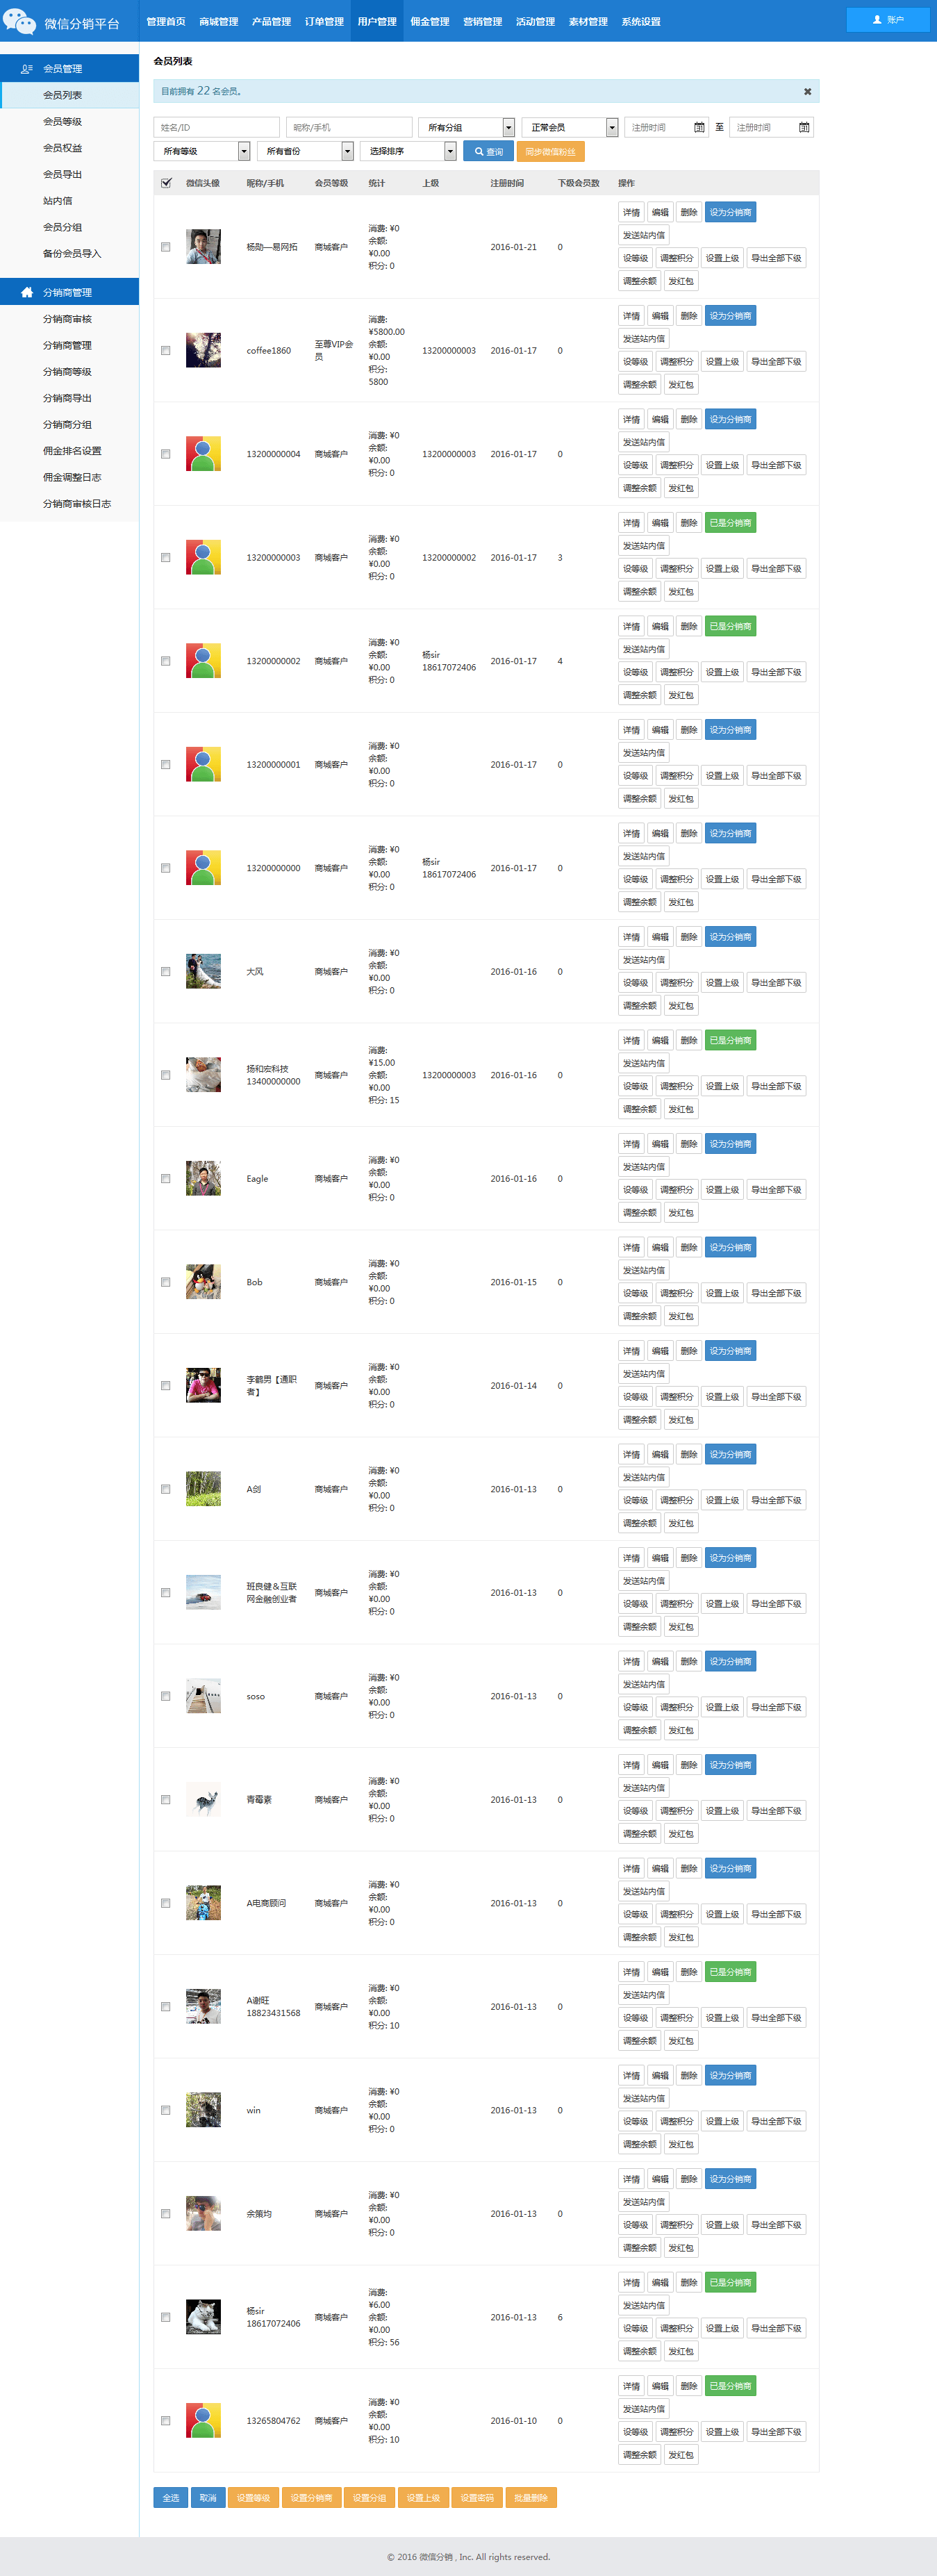 微信分销平台
管理首页 商城管理 产品管理 订单管理 用户管理 佣金管理 营销管理 活动管理 素材管理 系统设置
账户
会员管理
会员列表
会员等级
会员权益
会员导出
站内信
会员分组
备份会员导入
分销商管理
分销商审核
分销商管理
分销商等级
分销商导出
分销商分组
佣金排名设置
佣金调整日志
分销商审核日志
会员列表
目前拥有 22 名会员。
姓名/ID 昵称/手机 所有分组 正常会员 注册时间 至 注册时间
所有等级 所有省份 选择排序 查询 同步微信粉丝
微信头像 昵称/手机 会员等级 统计 上级 注册时间 下级会员数 操作
杨勋—易网拓 商城客户 消费: ¥0 余额: ¥0.00 积分: 0 2016-01-21 0
详情 编辑 删除 设为分销商
发送站内信
设等级 调整积分 设置上级 导出全部下级
调整余额 发红包
coffee1860 至尊VIP会员 消费: ¥5800.00 余额: ¥0.00 积分: 5800 13200000003 2016-01-17 0
详情 编辑 删除 设为分销商
发送站内信
设等级 调整积分 设置上级 导出全部下级
调整余额 发红包
13200000004 商城客户 消费: ¥0 余额: ¥0.00 积分: 0 13200000003 2016-01-17 0
详情 编辑 删除 设为分销商
发送站内信
设等级 调整积分 设置上级 导出全部下级
调整余额 发红包
13200000003 商城客户 消费: ¥0 余额: ¥0.00 积分: 0 13200000002 2016-01-17 3
详情 编辑 删除 已是分销商
发送站内信
设等级 调整积分 设置上级 导出全部下级
调整余额 发红包
13200000002 商城客户 消费: ¥0 余额: ¥0.00 积分: 0 杨sir 18617072406 2016-01-17 4
详情 编辑 删除 已是分销商
发送站内信
设等级 调整积分 设置上级 导出全部下级
调整余额 发红包
13200000001 商城客户 消费: ¥0 余额: ¥0.00 积分: 0 2016-01-17 0
详情 编辑 删除 设为分销商
发送站内信
设等级 调整积分 设置上级 导出全部下级
调整余额 发红包
13200000000 商城客户 消费: ¥0 余额: ¥0.00 积分: 0 杨sir 18617072406 2016-01-17 0
详情 编辑 删除 设为分销商
发送站内信
设等级 调整积分 设置上级 导出全部下级
调整余额 发红包
大风 商城客户 消费: ¥0 余额: ¥0.00 积分: 0 2016-01-16 0
详情 编辑 删除 设为分销商
发送站内信
设等级 调整积分 设置上级 导出全部下级
调整余额 发红包
扬和宏科技 13400000000 商城客户 消费: ¥15.00 余额: ¥0.00 积分: 15 13200000003 2016-01-16 0
详情 编辑 删除 已是分销商
发送站内信
设等级 调整积分 设置上级 导出全部下级
调整余额 发红包
Eagle 商城客户 消费: ¥0 余额: ¥0.00 积分: 0 2016-01-16 0
详情 编辑 删除 设为分销商
发送站内信
设等级 调整积分 设置上级 导出全部下级
调整余额 发红包
Bob 商城客户 消费: ¥0 余额: ¥0.00 积分: 0 2016-01-15 0
详情 编辑 删除 设为分销商
发送站内信
设等级 调整积分 设置上级 导出全部下级
调整余额 发红包
李鹤男【通职者】 商城客户 消费: ¥0 余额: ¥0.00 积分: 0 2016-01-14 0
详情 编辑 删除 设为分销商
发送站内信
设等级 调整积分 设置上级 导出全部下级
调整余额 发红包
A剑 商城客户 消费: ¥0 余额: ¥0.00 积分: 0 2016-01-13 0
详情 编辑 删除 设为分销商
发送站内信
设等级 调整积分 设置上级 导出全部下级
调整余额 发红包
班良健＆互联网金融创业者 商城客户 消费: ¥0 余额: ¥0.00 积分: 0 2016-01-13 0
详情 编辑 删除 设为分销商
发送站内信
设等级 调整积分 设置上级 导出全部下级
调整余额 发红包
soso 商城客户 消费: ¥0 余额: ¥0.00 积分: 0 2016-01-13 0
详情 编辑 删除 设为分销商
发送站内信
设等级 调整积分 设置上级 导出全部下级
调整余额 发红包
青霉素 商城客户 消费: ¥0 余额: ¥0.00 积分: 0 2016-01-13 0
详情 编辑 删除 设为分销商
发送站内信
设等级 调整积分 设置上级 导出全部下级
调整余额 发红包
A电商顾问 商城客户 消费: ¥0 余额: ¥0.00 积分: 0 2016-01-13 0
详情 编辑 删除 设为分销商
发送站内信
设等级 调整积分 设置上级 导出全部下级
调整余额 发红包
A谢旺 18823431568 商城客户 消费: ¥0 余额: ¥0.00 积分: 10 2016-01-13 0
详情 编辑 删除 已是分销商
发送站内信
设等级 调整积分 设置上级 导出全部下级
调整余额 发红包
win 商城客户 消费: ¥0 余额: ¥0.00 积分: 0 2016-01-13 0
详情 编辑 删除 设为分销商
发送站内信
设等级 调整积分 设置上级 导出全部下级
调整余额 发红包
余策均 商城客户 消费: ¥0 余额: ¥0.00 积分: 0 2016-01-13 0
详情 编辑 删除 设为分销商
发送站内信
设等级 调整积分 设置上级 导出全部下级
调整余额 发红包
杨sir 18617072406 商城客户 消费: ¥6.00 余额: ¥0.00 积分: 56 2016-01-13 6
详情 编辑 删除 已是分销商
发送站内信
设等级 调整积分 设置上级 导出全部下级
调整余额 发红包
13265804762 商城客户 消费: ¥0 余额: ¥0.00 积分: 10 2016-01-10 0
详情 编辑 删除 已是分销商
发送站内信
设等级 调整积分 设置上级 导出全部下级
调整余额 发红包
全选 取消 设置等级 设置分销商 设置分组 设置上级 设置密码 批量删除
© 2016 微信分销 , Inc. All rights reserved.